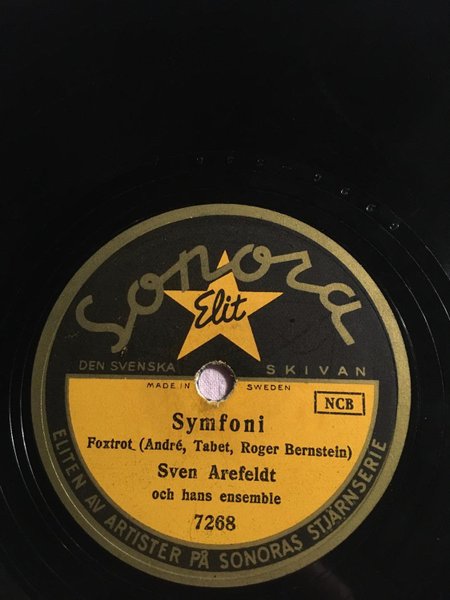 Sonora
Elit
DEN SVENSKA SKIVAN
MADE IN SWEDEN
NCB
Symfoni
Foxtrot (André, Tabet, Roger Bernstein)
Sven Arefeldt
och hans ensemble
7268
ELITEN AV ARTISTER PÅ SONORAS STJÄRNSERIE